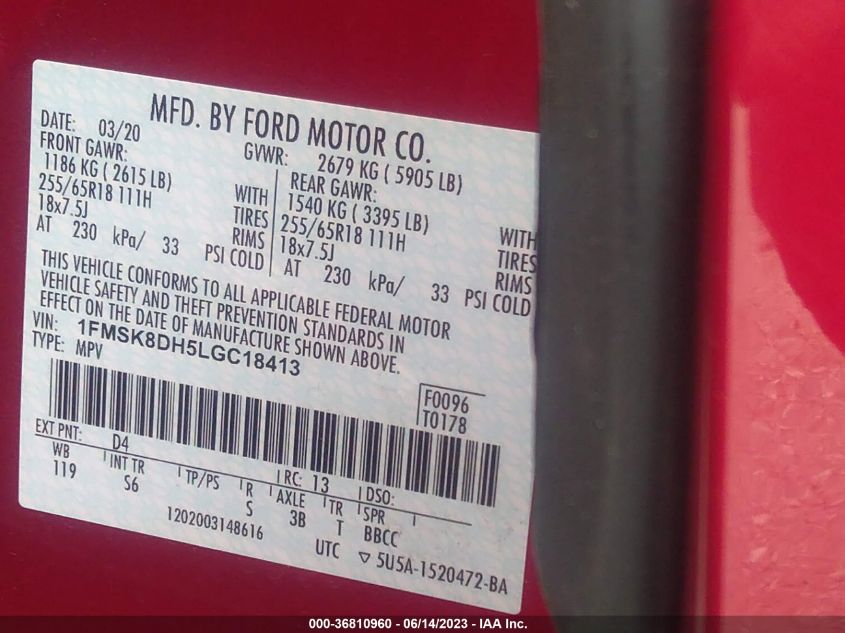 MFD. BY FORD MOTOR CO.
DATE: 03/20
GVWR: 2679 KG ( 5905 LB)
FRONT GAWR:
1186 KG ( 2615 LB)
255/65R18 111H
18x7.5J
AT 230 kPa/ 33
WITH
TIRES
RIMS
PSI COLD
REAR GAWR:
1540 KG ( 3395 LB)
255/65R18 111H
18x7.5J
AT 230 kPa/ 33
WITH
TIRES
RIMS
PSI COLD
THIS VEHICLE CONFORMS TO ALL APPLICABLE FEDERAL MOTOR
VEHICLE SAFETY AND THEFT PREVENTION STANDARDS IN
EFFECT ON THE DATE OF MANUFACTURE SHOWN ABOVE.
VIN: 1FMSK8DH5LGC18413
TYPE: MPV
F0096
T0178
EXT PNT: D4
RC: 13
DSO:
WB
INT TR
TP/PS
R
AXLE
TR
SPR
119
S6
S
3B
T
BBCC
1202003148616
UTC ▽ 5U5A-1520472-BA
000-36810960 - 06/14/2023 - IAA Inc.